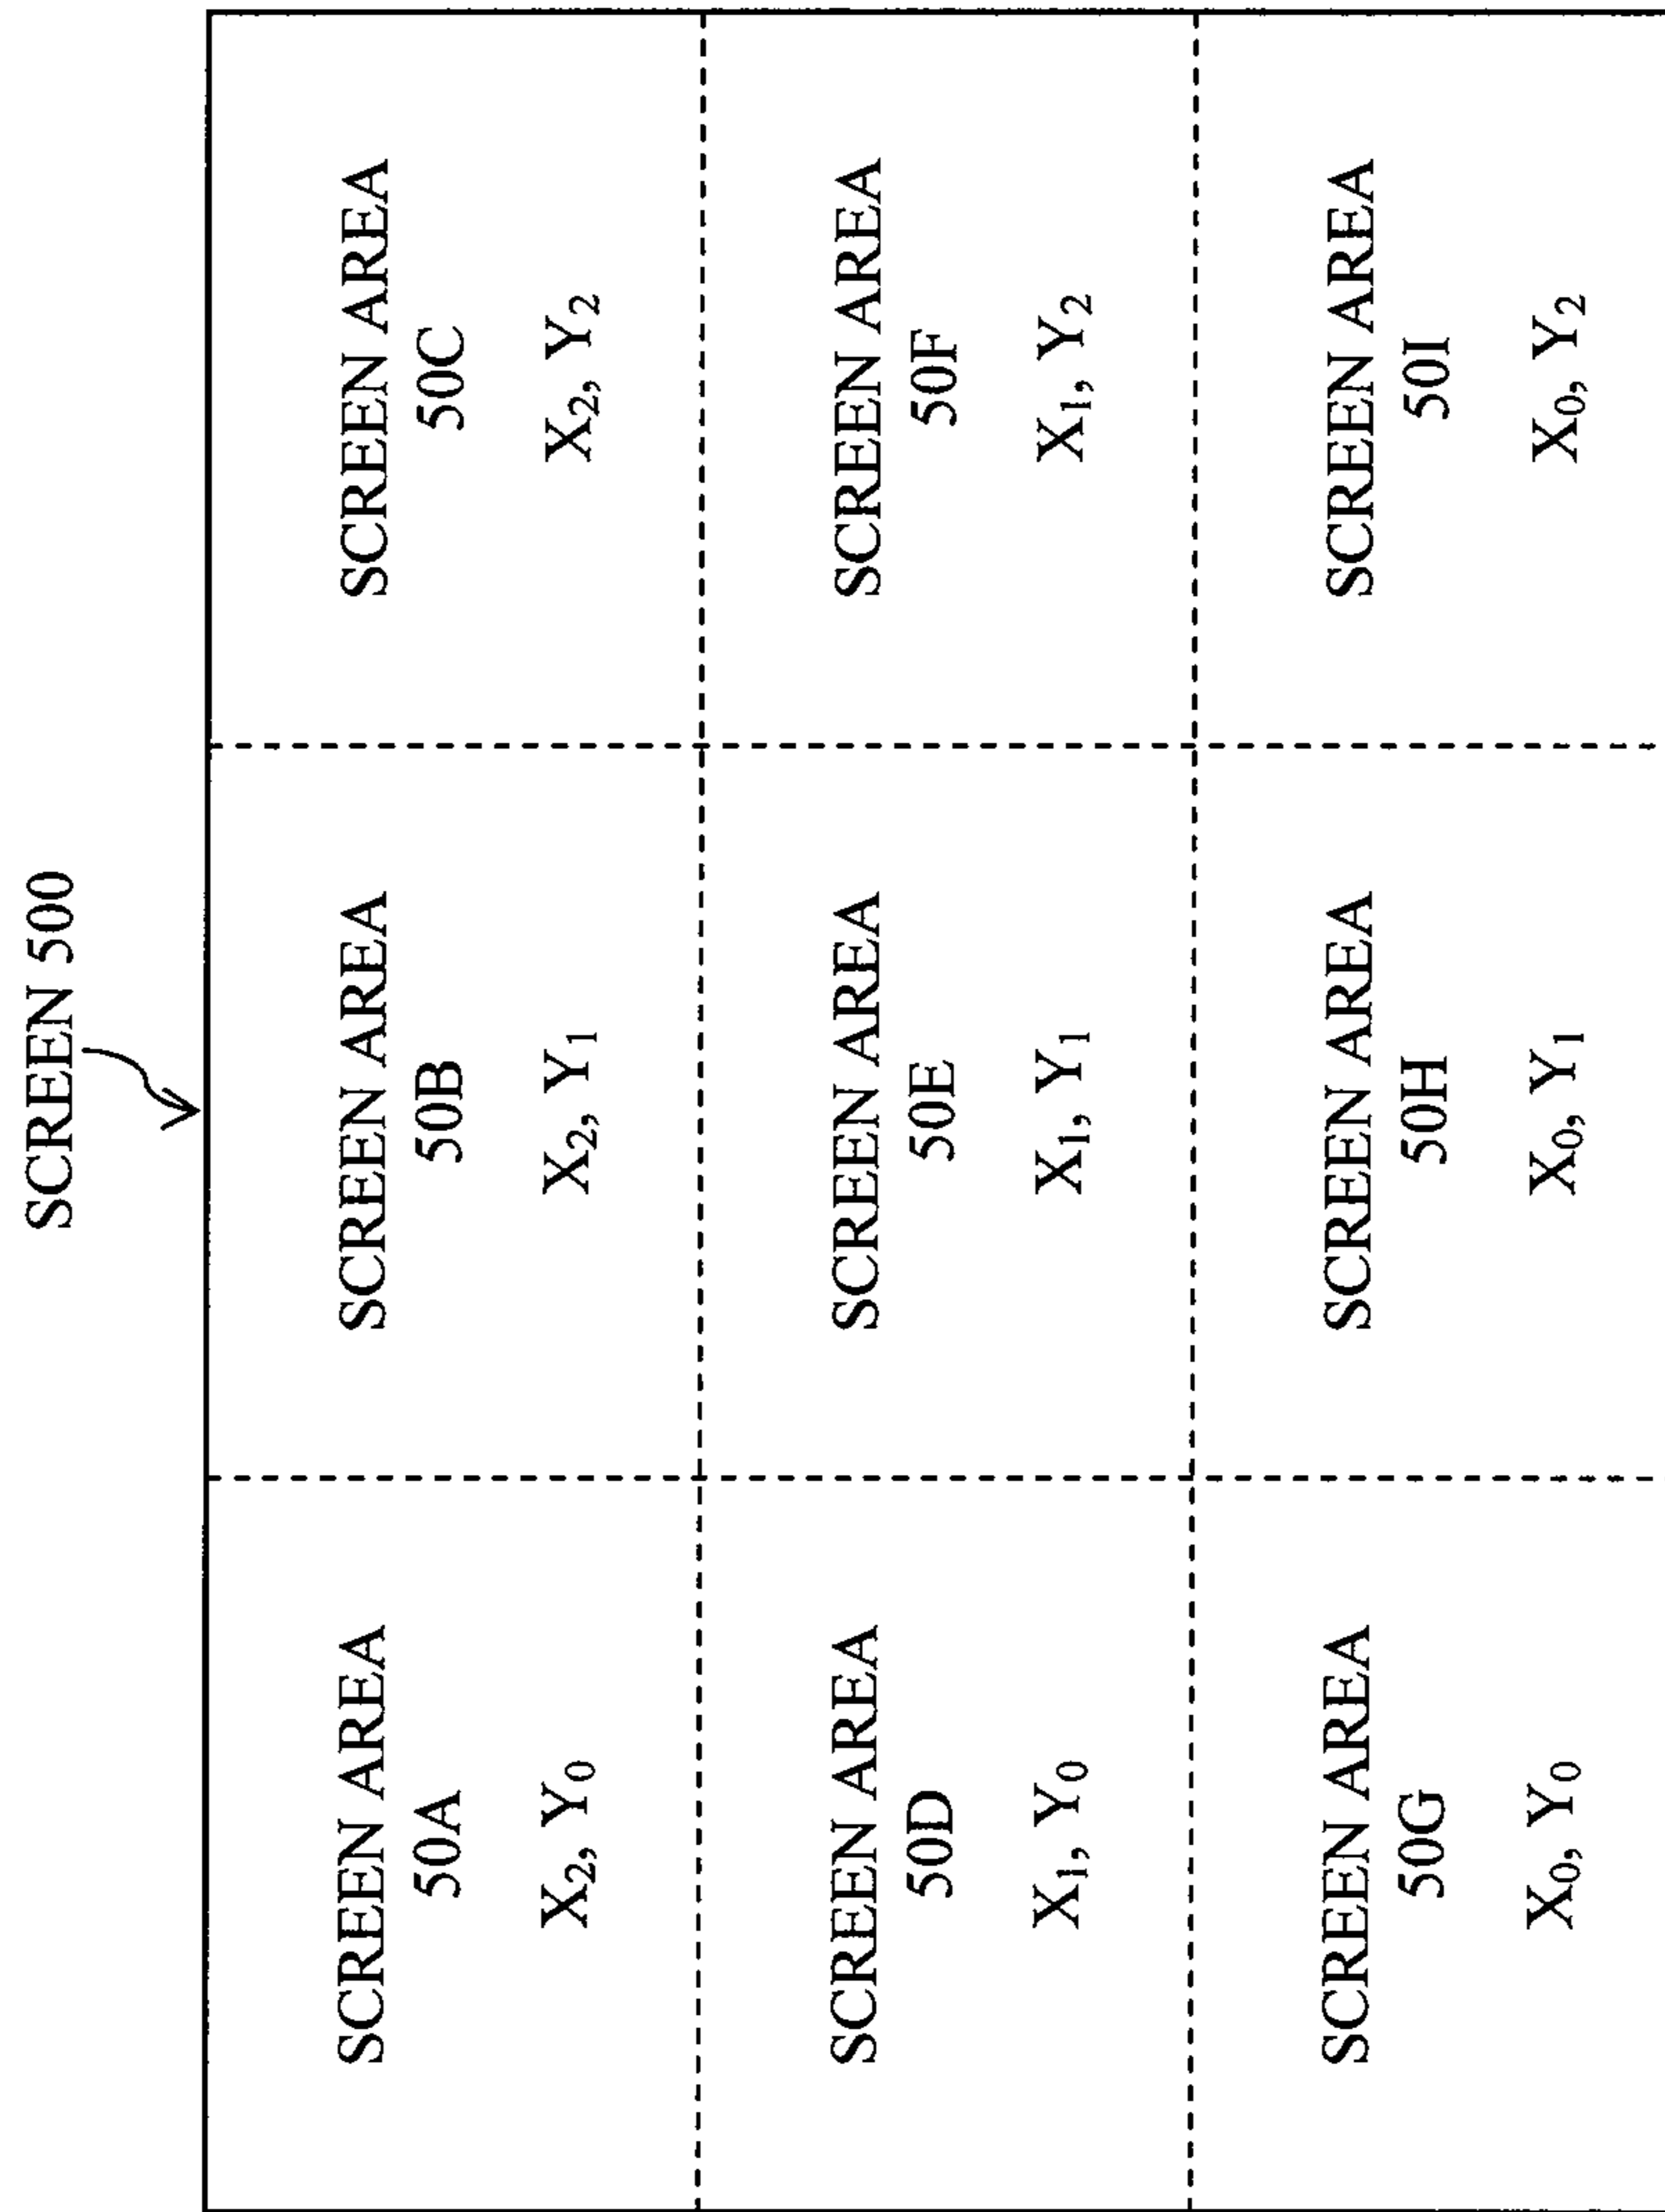 SCREEN 500
SCREEN AREA
50A
X2, Y0
SCREEN AREA
50B
X2, Y1
SCREEN AREA
50C
X2, Y2
SCREEN AREA
50D
X1, Y0
SCREEN AREA
50E
X1, Y1
SCREEN AREA
50F
X1, Y2
SCREEN AREA
50G
X0, Y0
SCREEN AREA
50H
X0, Y1
SCREEN AREA
50I
X0, Y2